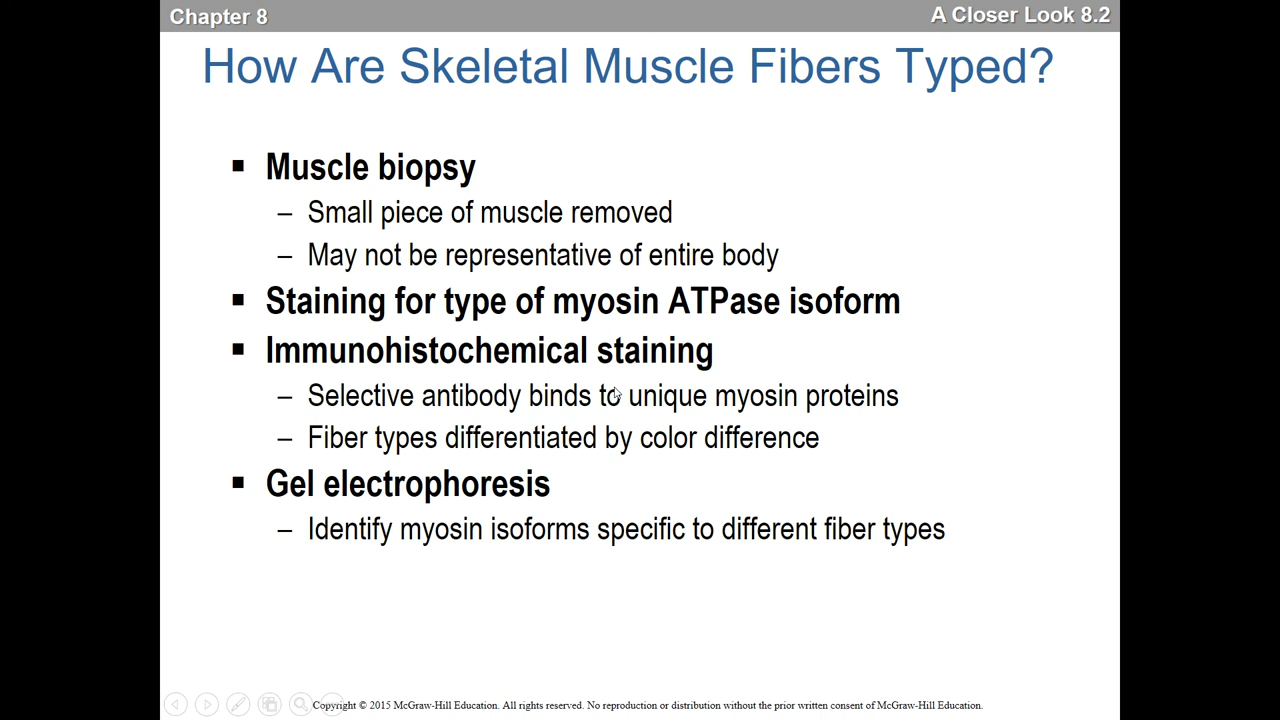 Chapter 8
A Closer Look 8.2
How Are Skeletal Muscle Fibers Typed?
▪ Muscle biopsy
– Small piece of muscle removed
– May not be representative of entire body
▪ Staining for type of myosin ATPase isoform
▪ Immunohistochemical staining
– Selective antibody binds to unique myosin proteins
– Fiber types differentiated by color difference
▪ Gel electrophoresis
– Identify myosin isoforms specific to different fiber types
Copyright © 2015 McGraw-Hill Education. All rights reserved. No reproduction or distribution without the prior written consent of McGraw-Hill Education.